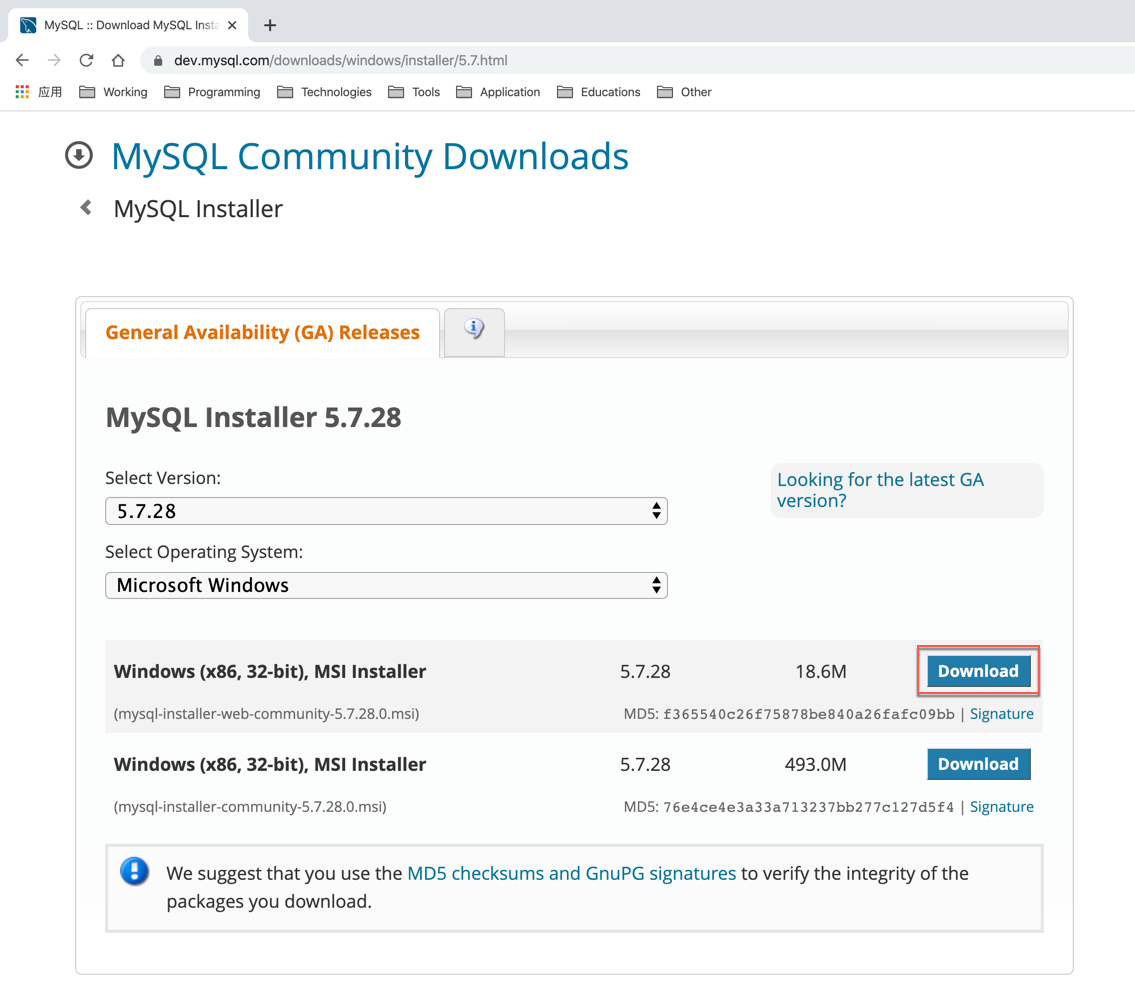 MySQL :: Download MySQL Insta
dev.mysql.com/downloads/windows/installer/5.7.html
应用 Working Programming Technologies Tools Application Educations Other
MySQL Community Downloads
MySQL Installer
General Availability (GA) Releases
MySQL Installer 5.7.28
Select Version:
Looking for the latest GA
version?
5.7.28
Select Operating System:
Microsoft Windows
Windows (x86, 32-bit), MSI Installer 5.7.28 18.6M Download
(mysql-installer-web-community-5.7.28.0.msi) MD5: f365540c26f75878be840a26fafc09bb | Signature
Windows (x86, 32-bit), MSI Installer 5.7.28 493.0M Download
(mysql-installer-community-5.7.28.0.msi) MD5: 76e4ce4e3a33a713237bb277c127d5f4 | Signature
We suggest that you use the MD5 checksums and GnuPG signatures to verify the integrity of the
packages you download.